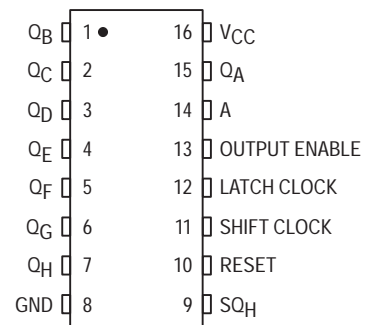 QB 1 16 VCC
QC 2 15 QA
QD 3 14 A
QE 4 13 OUTPUT ENABLE
QF 5 12 LATCH CLOCK
QG 6 11 SHIFT CLOCK
QH 7 10 RESET
GND 8 9 SQH